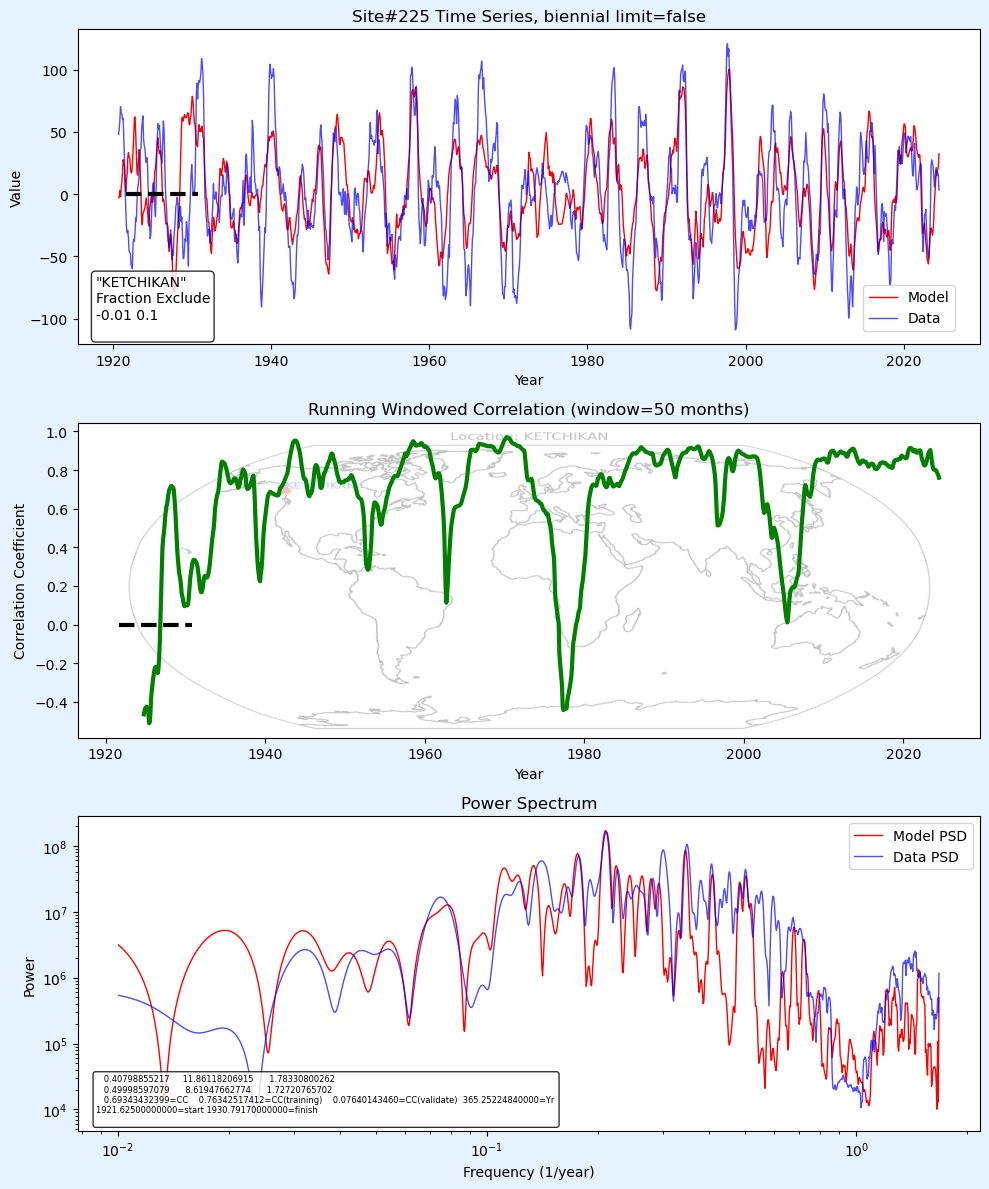 Site#225 Time Series, biennial limit=false
Value
100
50
0
−50
−100
"KETCHIKAN"
Fraction Exclude
-0.01 0.1
Model
Data
1920 1940 1960 1980 2000 2020
Year
Running Windowed Correlation (window=50 months)
Location: KETCHIKAN
KETCHIKAN
Correlation Coefficient
1.0
0.8
0.6
0.4
0.2
0.0
−0.2
−0.4
1920 1940 1960 1980 2000 2020
Year
Power Spectrum
Model PSD
Data PSD
Power
10^8
10^7
10^6
10^5
10^4
0.40798855217 11.86118206915 1.78330800262
0.49998597079 8.61947662774 1.72720765702
0.69343432399=CC 0.76342517412=CC(training) 0.07640143460=CC(validate) 365.25224840000=Yr
1921.62500000000=start 1930.79170000000=finish
10^−2 10^−1 10^0
Frequency (1/year)